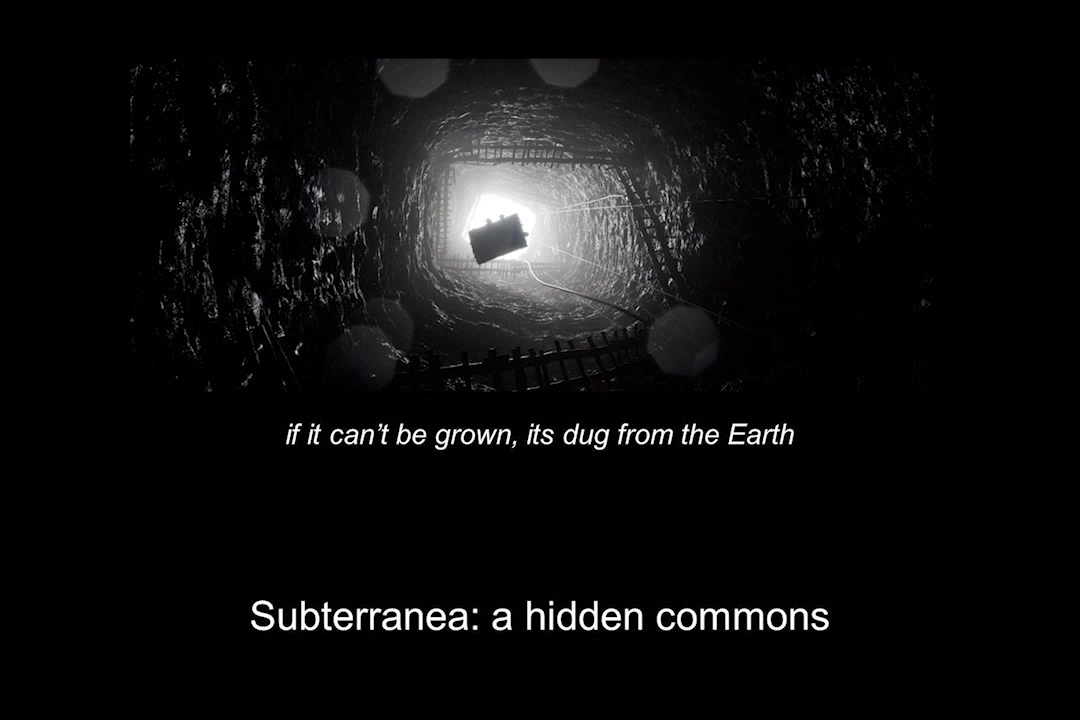 if it can’t be grown, its dug from the Earth
Subterranea: a hidden commons